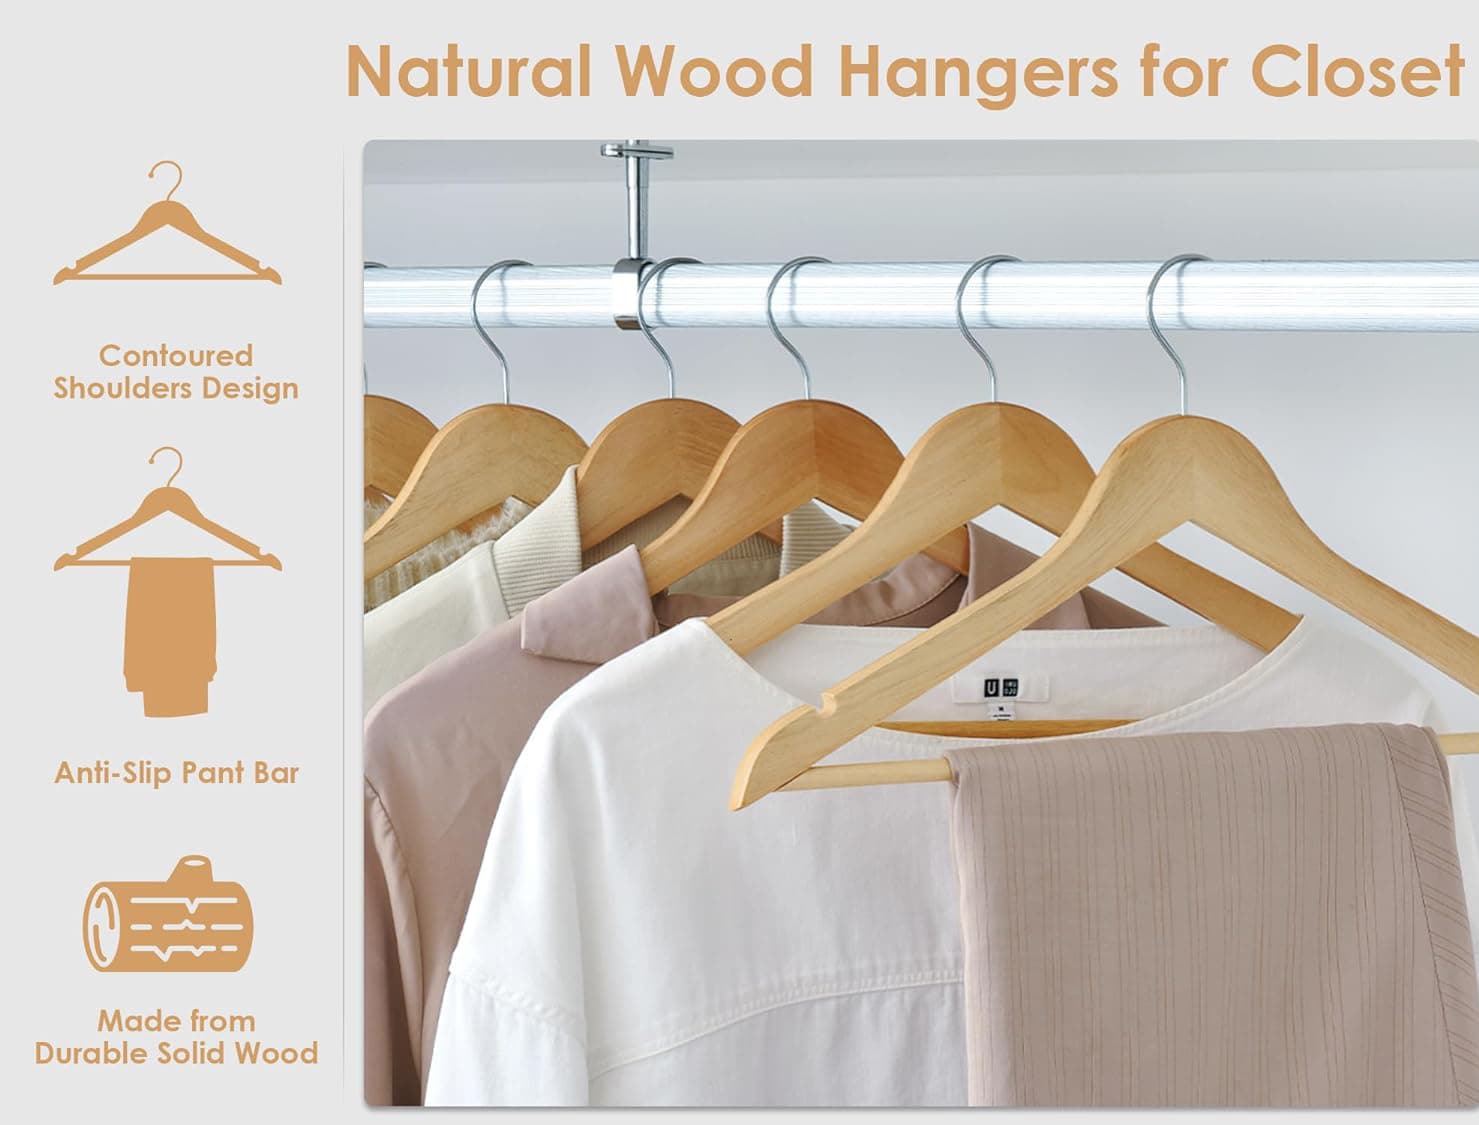 Natural Wood Hangers for Closet
Contoured
Shoulders Design
Anti-Slip Pant Bar
Made from
Durable Solid Wood
U